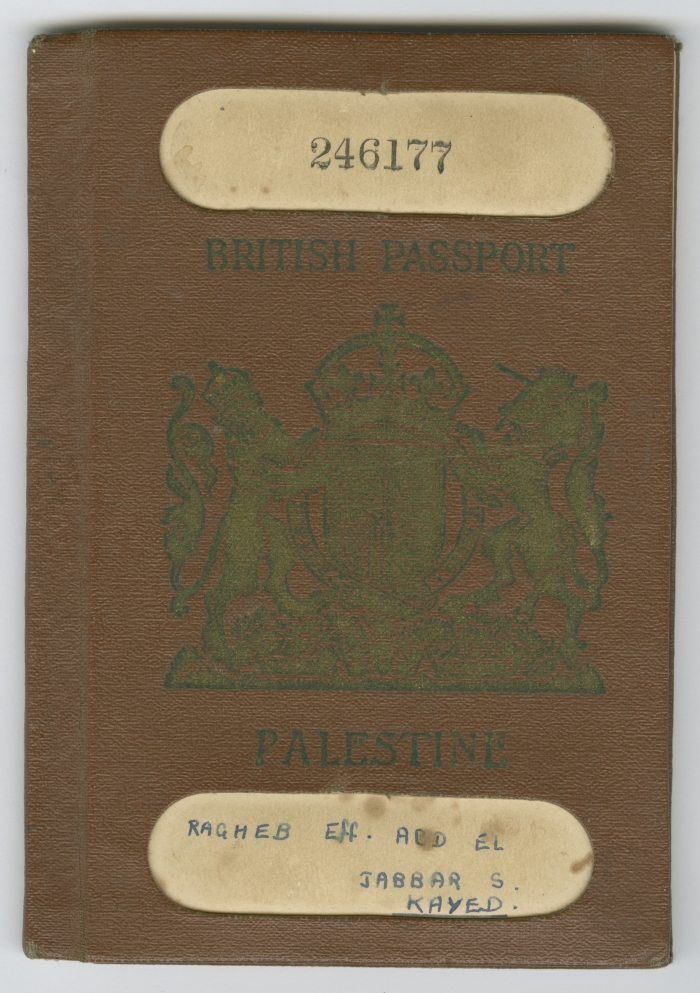 246177
BRITISH PASSPORT
PALESTINE
RAGHEB Eff. ABD EL
JABBAR S.
KAYED.